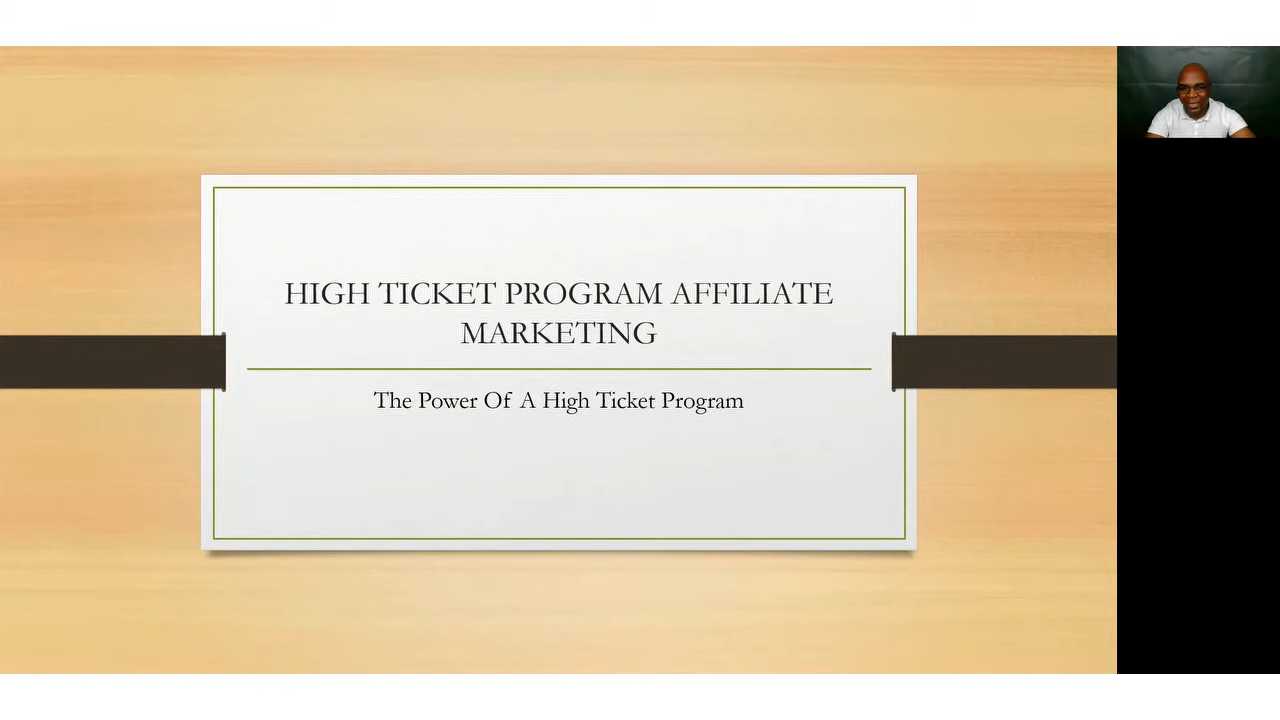 HIGH TICKET PROGRAM AFFILIATE
MARKETING
The Power Of A High Ticket Program